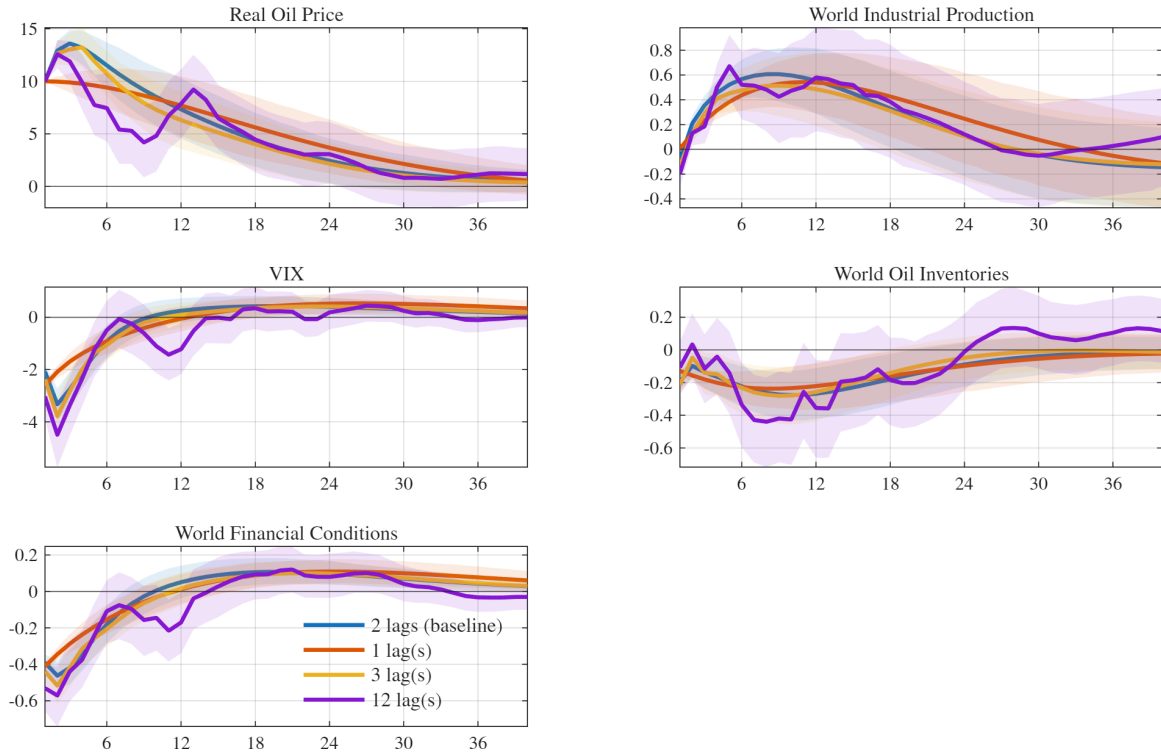 Real Oil Price
15
10
5
0
6 12 18 24 30 36
World Industrial Production
0.8
0.6
0.4
0.2
0
-0.2
-0.4
6 12 18 24 30 36
VIX
0
-2
-4
6 12 18 24 30 36
World Oil Inventories
0.2
0
-0.2
-0.4
-0.6
6 12 18 24 30 36
World Financial Conditions
0.2
0
-0.2
-0.4
-0.6
6 12 18 24 30 36
2 lags (baseline)
1 lag(s)
3 lag(s)
12 lag(s)